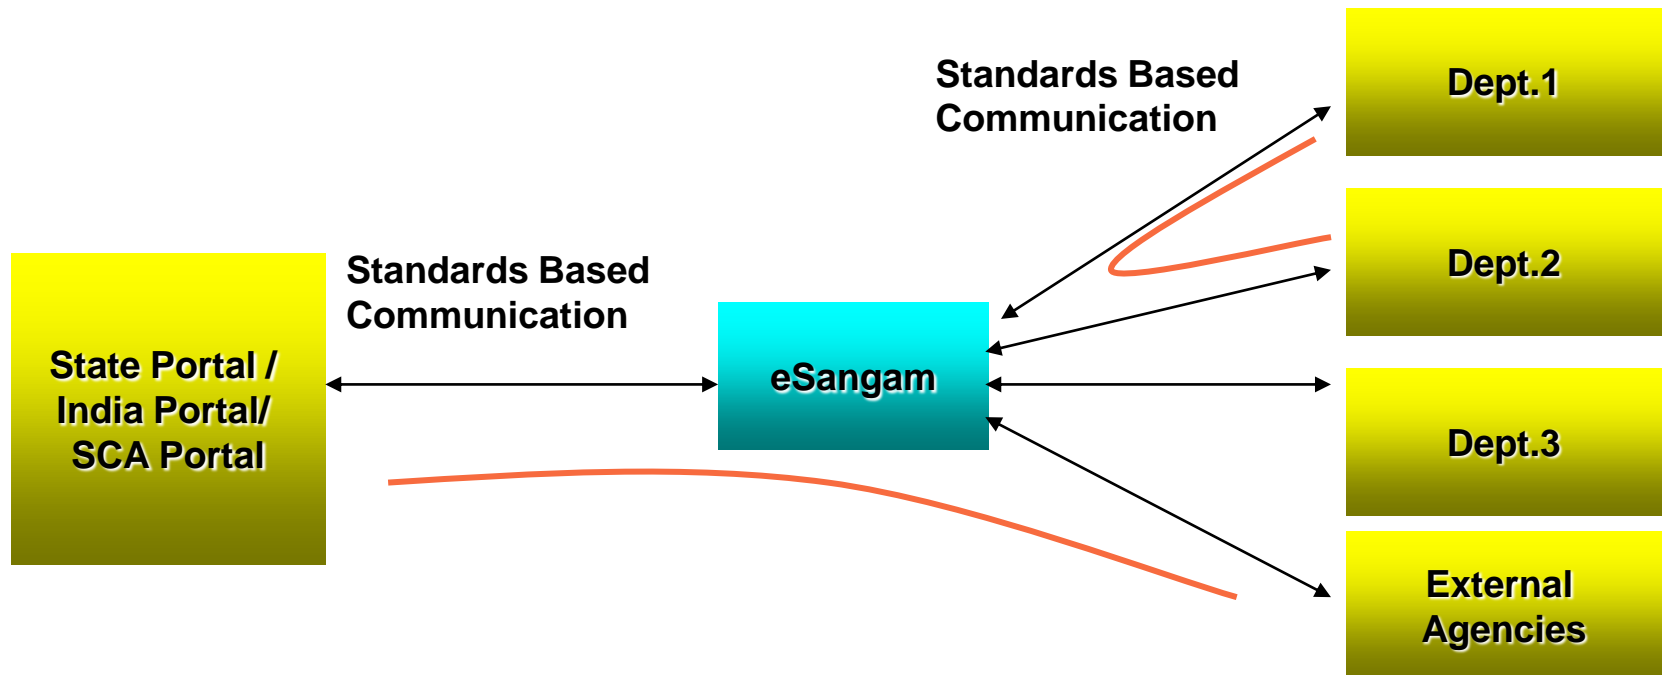 Standards Based
Communication
Dept.1
Dept.2
Standards Based
Communication
State Portal /
India Portal/
SCA Portal
eSangam
Dept.3
External
Agencies